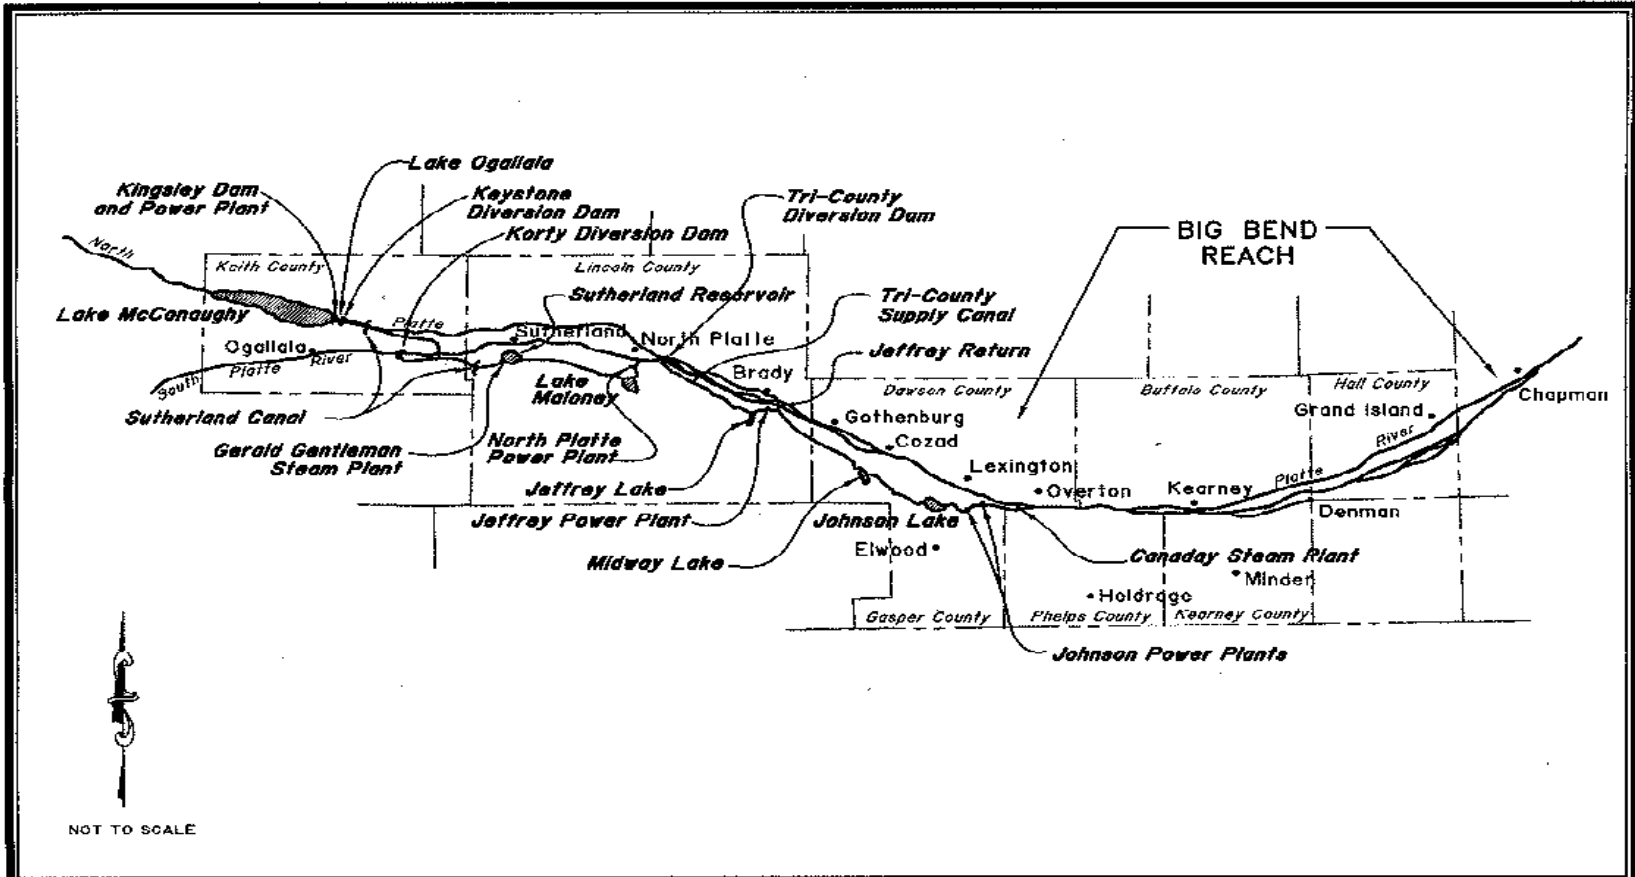 Lake Ogallala
Kingsley Dam
and Power Plant
Keystone
Diversion Dam
Korty Diversion Dam
Tri-County
Diversion Dam
BIG BEND
REACH
North
Keith County
Lincoln County
Sutherland Reservoir
Tri-County
Supply Canal
Lake McConaughy
Platte
Sutherland
North Platte
Ogallala
Jeffrey Return
South
Platte
River
Brady
Lake
Maloney
Dawson County
Buffalo County
Hall County
Chapman
Sutherland Canal
Gothenburg
Grand Island
Gerald Gentleman
Steam Plant
North Platte
Power Plant
Cozad
River
Platte
Jeffrey Lake
Lexington
Overton
Kearney
Denman
Jeffrey Power Plant
Johnson Lake
Elwood
Midway Lake
Canaday Steam Plant
Minden
Holdrege
Gasper County
Phelps County
Kearney County
Johnson Power Plants
NOT TO SCALE